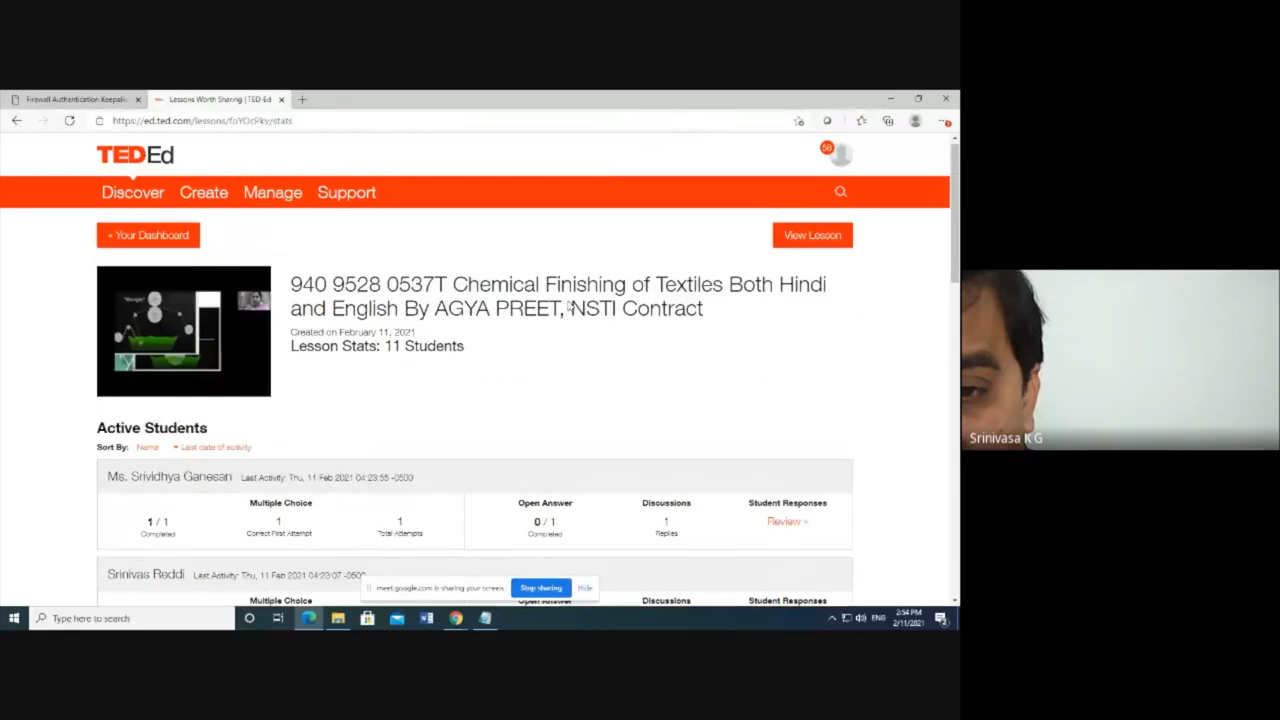 Firewall Authentication Keepaliv
Lessons Worth Sharing | TED-Ed
https://ed.ted.com/lessons/foYOcPkv/stats
TEDEd
58
Discover Create Manage Support
« Your Dashboard
View Lesson
940 9528 0537T Chemical Finishing of Textiles Both Hindi
and English By AGYA PREET, NSTI Contract
Created on February 11, 2021
Lesson Stats: 11 Students
Active Students
Sort By: Name Last date of activity
Ms. Srividhya Ganesan Last Activity: Thu, 11 Feb 2021 04:23:55 -0500
Multiple Choice Open Answer Discussions Student Responses
1 / 1 1 1 0 / 1 1 Review »
Completed Correct First Attempt Total Attempts Completed Replies
Srinivas Reddi Last Activity: Thu, 11 Feb 2021 04:23:07 -0500
meet.google.com is sharing your screen. Stop sharing Hide
Multiple Choice Open Answer Discussions Student Responses
Type here to search
ENG
2:54 PM
2/11/2021
2
Srinivasa K G